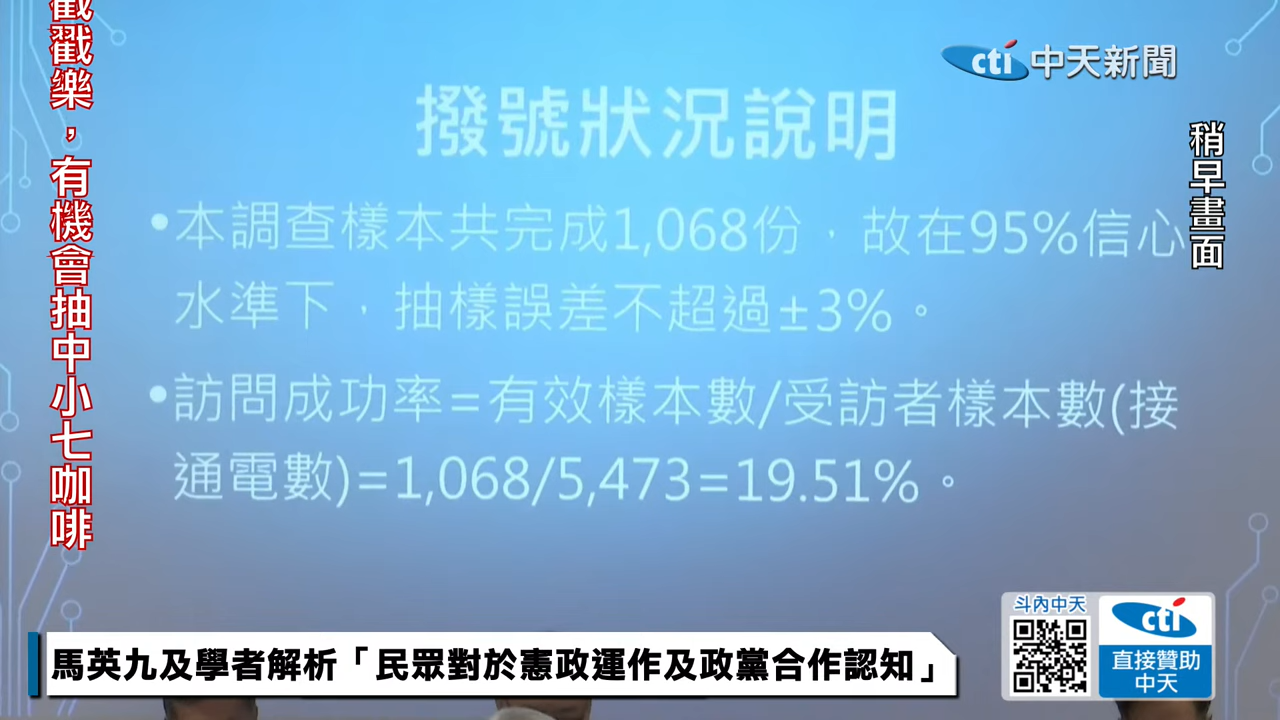 戳戳樂，有機會抽中小七咖啡
cti 中天新聞
稍早畫面
撥號狀況說明
•本調查樣本共完成1,068份，故在95%信心
水準下，抽樣誤差不超過±3%。
•訪問成功率=有效樣本數/受訪者樣本數(接
通電數)=1,068/5,473=19.51%。
斗內中天
cti
直接贊助
中天
馬英九及學者解析「民眾對於憲政運作及政黨合作認知」